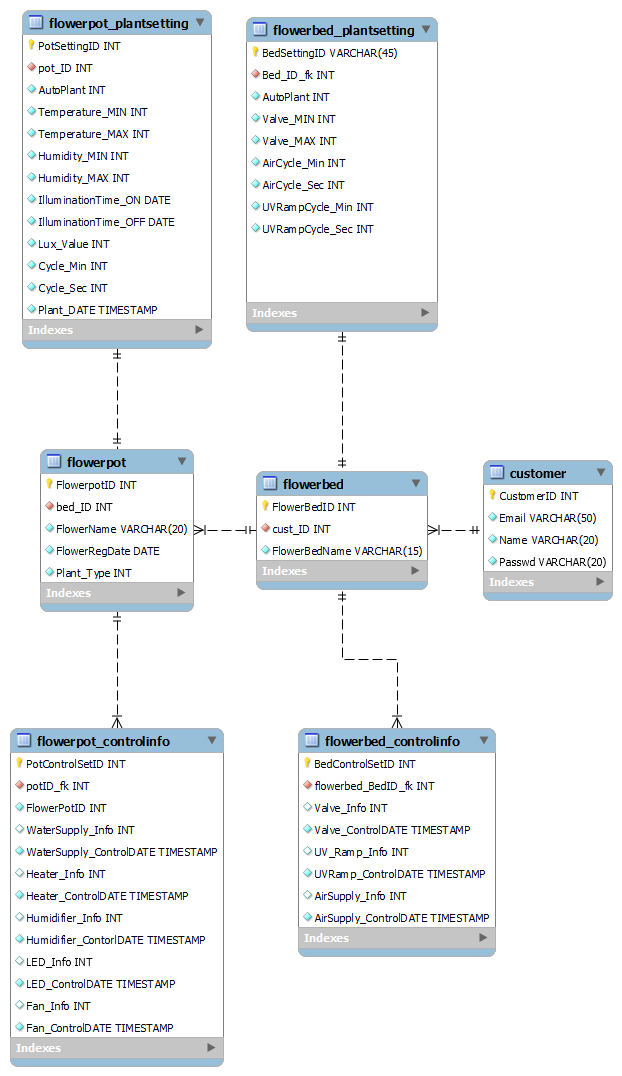 flowerpot_plantsetting
PotSettingID INT
pot_ID INT
AutoPlant INT
Temperature_MIN INT
Temperature_MAX INT
Humidity_MIN INT
Humidity_MAX INT
IlluminationTime_ON DATE
IlluminationTime_OFF DATE
Lux_Value INT
Cycle_Min INT
Cycle_Sec INT
Plant_DATE TIMESTAMP
Indexes
flowerbed_plantsetting
BedSettingID VARCHAR(45)
Bed_ID_fk INT
AutoPlant INT
Valve_MIN INT
Valve_MAX INT
AirCycle_Min INT
AirCycle_Sec INT
UVRampCycle_Min INT
UVRampCycle_Sec INT
Indexes
flowerpot
FlowerpotID INT
bed_ID INT
FlowerName VARCHAR(20)
FlowerRegDate DATE
Plant_Type INT
Indexes
flowerbed
FlowerBedID INT
cust_ID INT
FlowerBedName VARCHAR(15)
Indexes
customer
CustomerID INT
Email VARCHAR(50)
Name VARCHAR(20)
Passwd VARCHAR(20)
Indexes
flowerpot_controlinfo
PotControlSetID INT
potID_fk INT
FlowerPotID INT
WaterSupply_Info INT
WaterSupply_ControlDATE TIMESTAMP
Heater_Info INT
Heater_ControlDATE TIMESTAMP
Humidifier_Info INT
Humidifier_ContorlDATE TIMESTAMP
LED_Info INT
LED_ControlDATE TIMESTAMP
Fan_Info INT
Fan_ControlDATE TIMESTAMP
Indexes
flowerbed_controlinfo
BedControlSetID INT
flowerbed_BedID_fk INT
Valve_Info INT
Valve_ControlDATE TIMESTAMP
UV_Ramp_Info INT
UVRamp_ControlDATE TIMESTAMP
AirSupply_Info INT
AirSupply_ControlDATE TIMESTAMP
Indexes